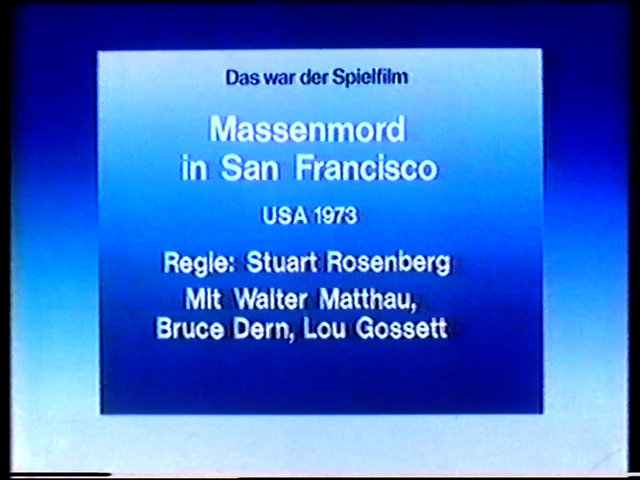 Das war der Spielfilm
Massenmord
in San Francisco
USA 1973
Regie: Stuart Rosenberg
Mit Walter Matthau,
Bruce Dern, Lou Gossett